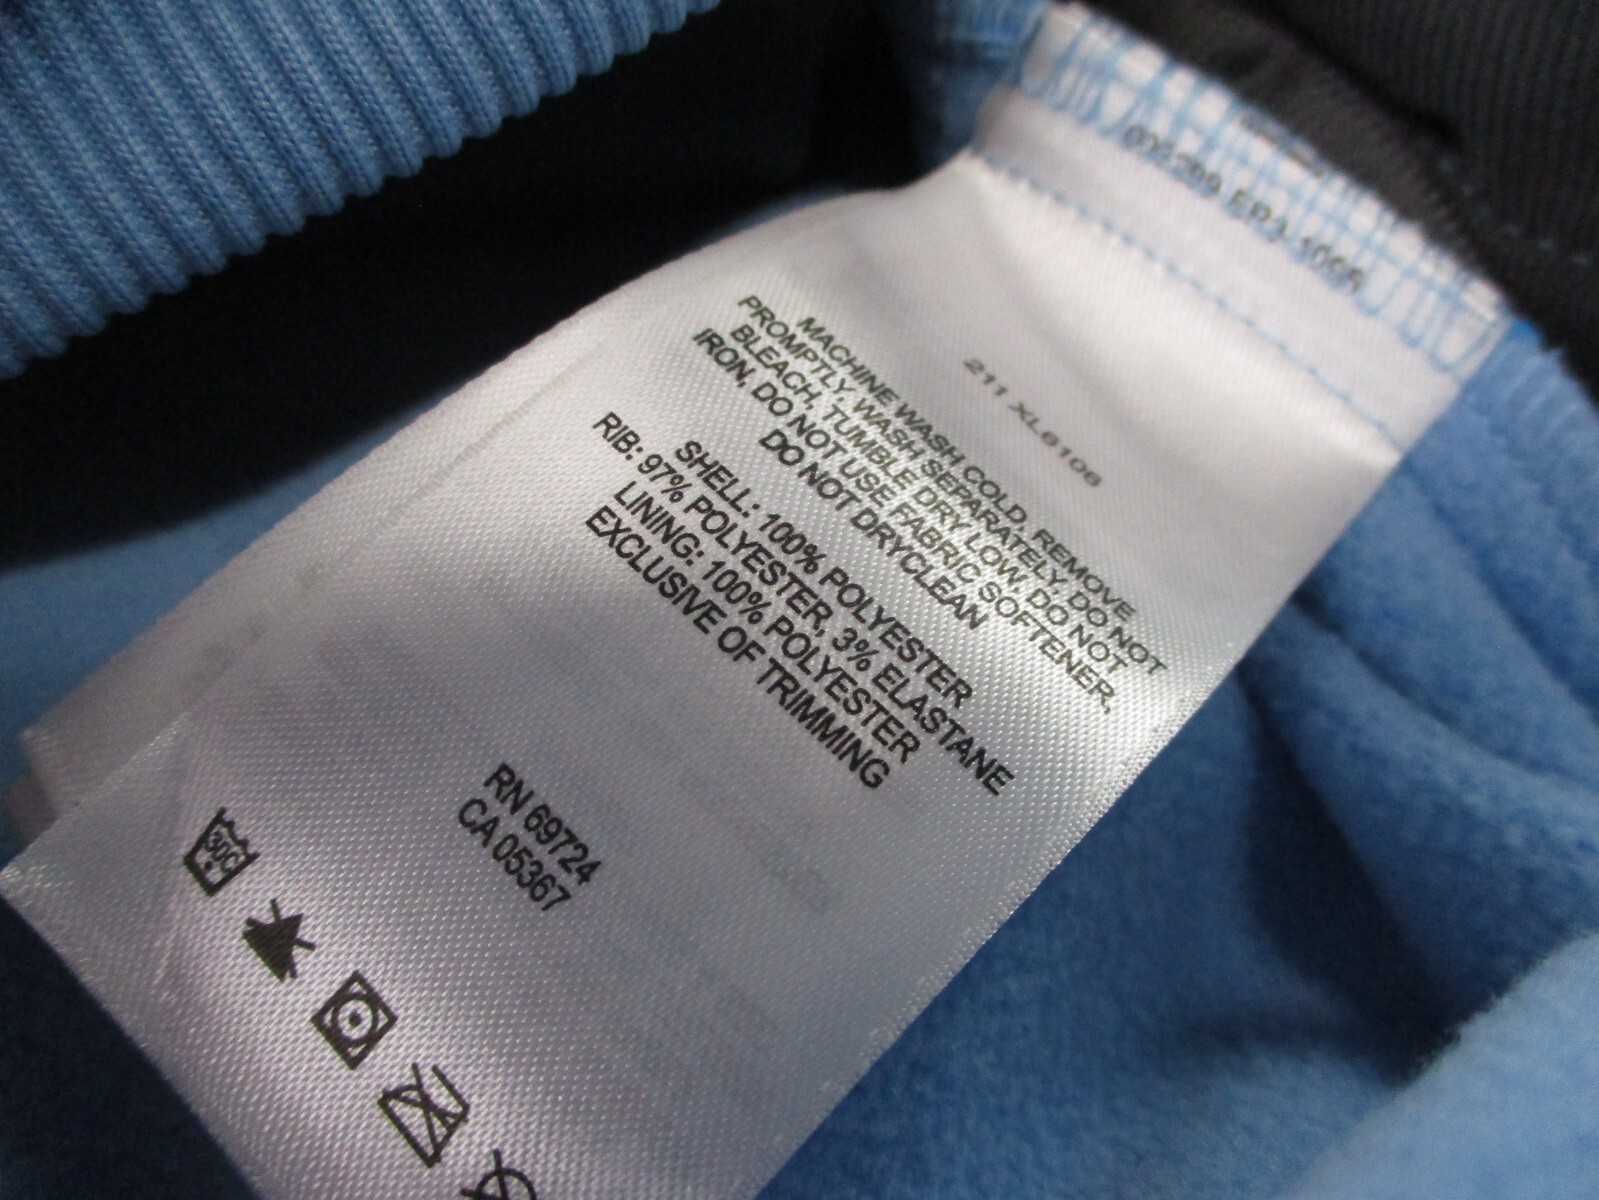 211 XL6106
MACHINE WASH COLD, REMOVE
PROMPTLY, WASH SEPARATELY, DO NOT
BLEACH, TUMBLE DRY LOW, DO NOT
IRON, DO NOT USE FABRIC SOFTENER,
DO NOT DRYCLEAN
SHELL: 100% POLYESTER
RIB: 97% POLYESTER, 3% ELASTANE
LINING: 100% POLYESTER
EXCLUSIVE OF TRIMMING
RN 69724
CA 05367
30C